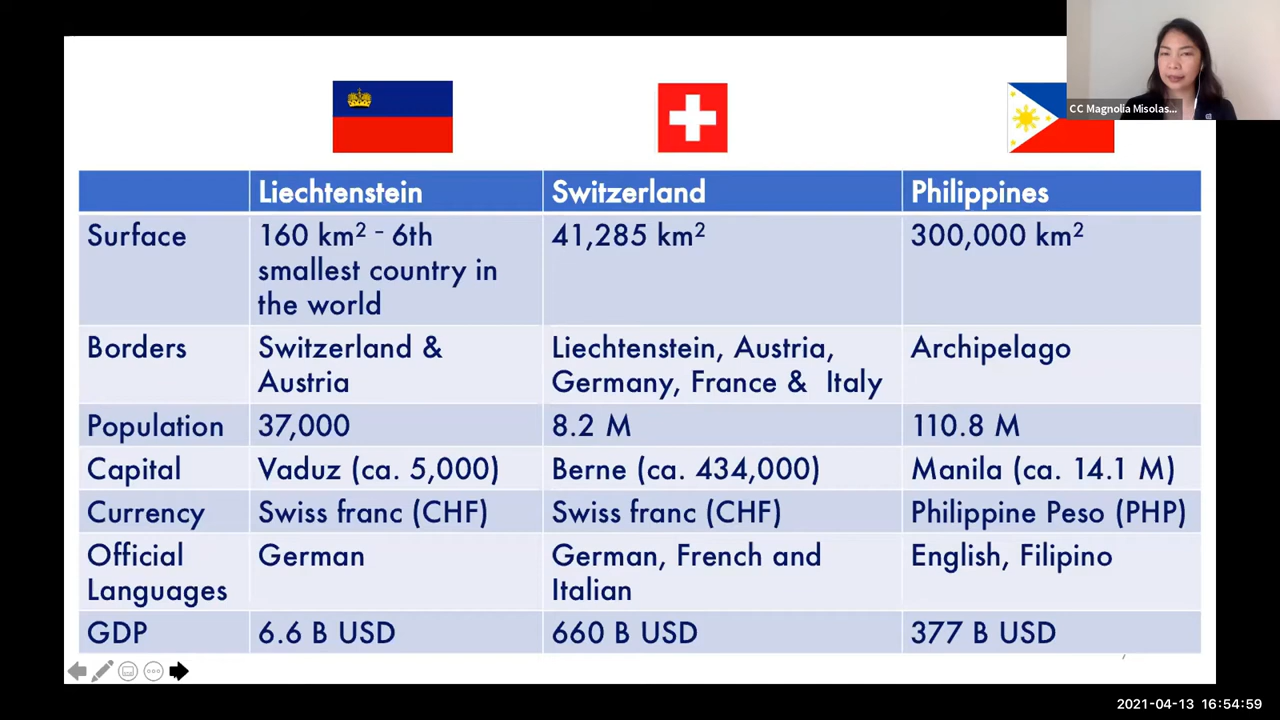 CC Magnolia Misolas...
Liechtenstein
Switzerland
Philippines
Surface
160 km² - 6th
smallest country in
the world
41,285 km²
300,000 km²
Borders
Switzerland &
Austria
Liechtenstein, Austria,
Germany, France & Italy
Archipelago
Population
37,000
8.2 M
110.8 M
Capital
Vaduz (ca. 5,000)
Berne (ca. 434,000)
Manila (ca. 14.1 M)
Currency
Swiss franc (CHF)
Swiss franc (CHF)
Philippine Peso (PHP)
Official
Languages
German
German, French and
Italian
English, Filipino
GDP
6.6 B USD
660 B USD
377 B USD
2021-04-13 16:54:59